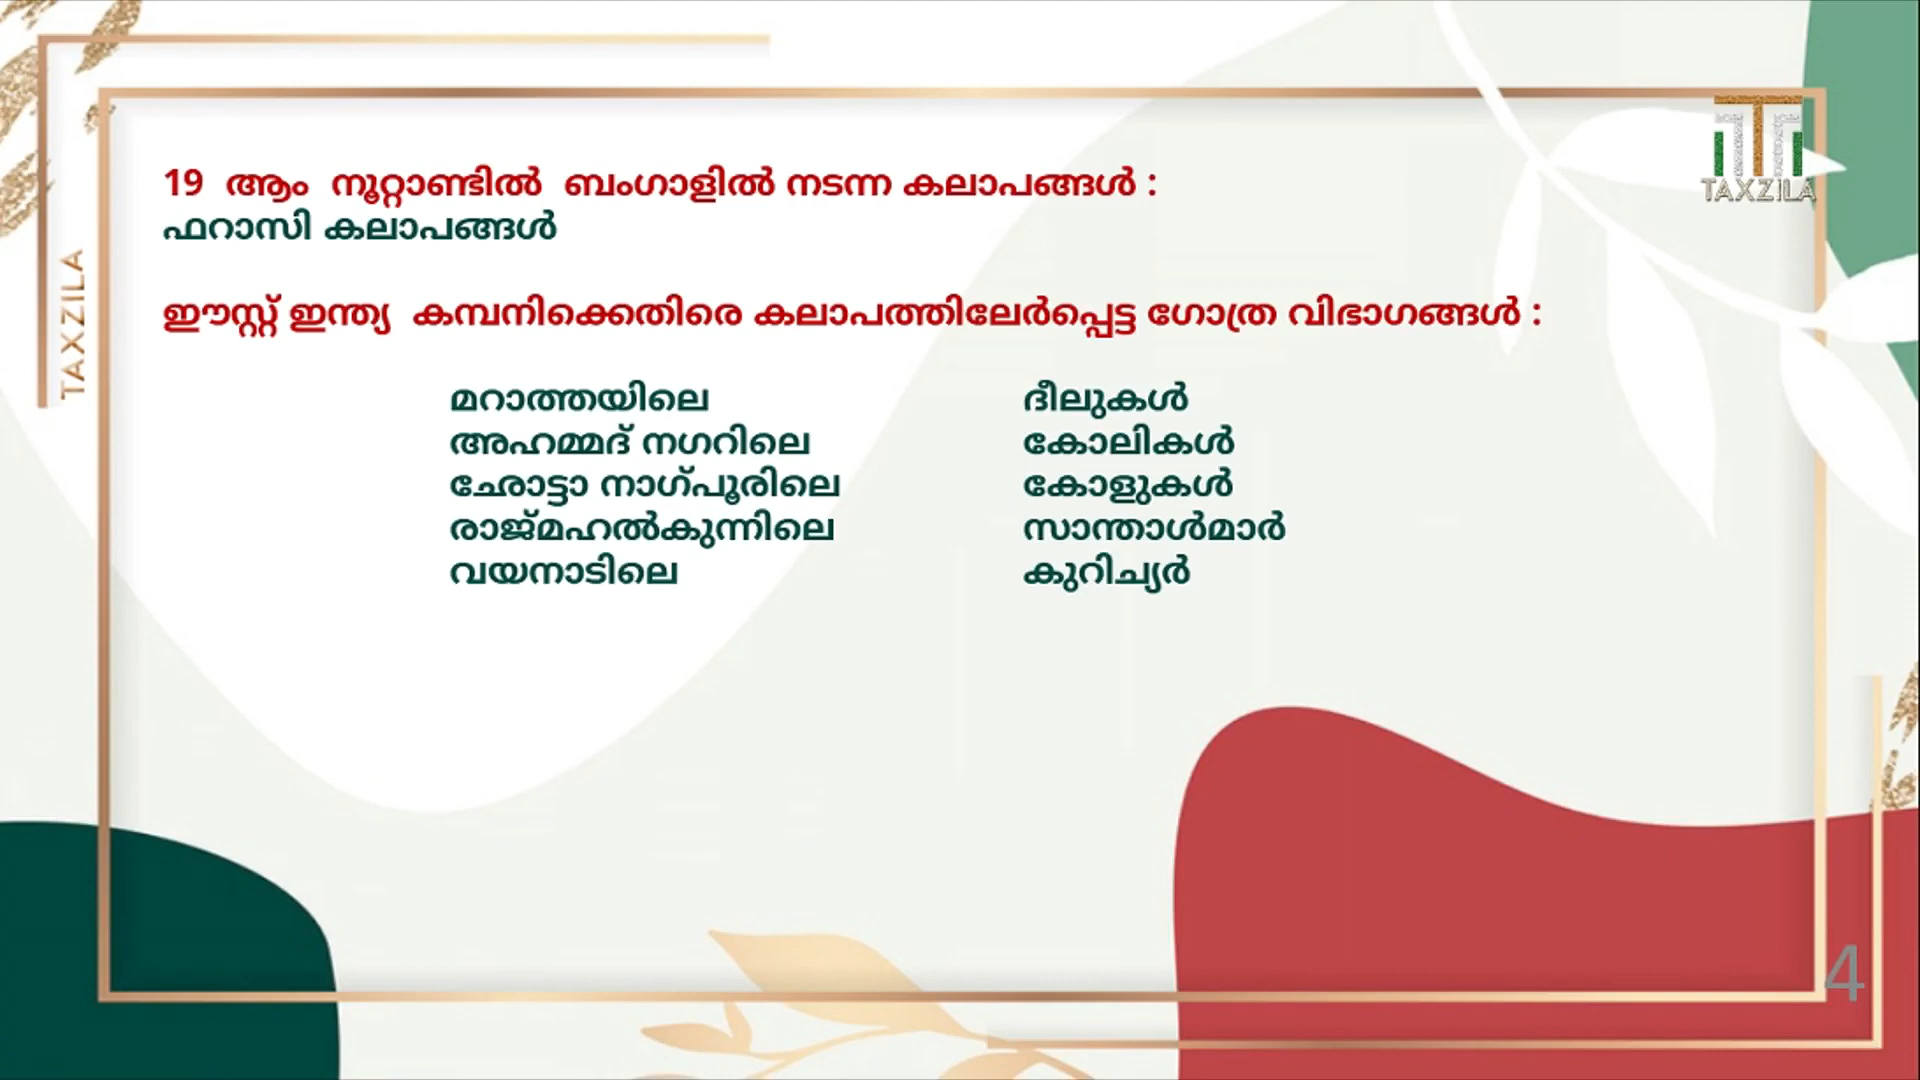 19 ആം നൂറ്റാണ്ടിൽ ബംഗാളിൽ നടന്ന കലാപങ്ങൾ :
ഫറാസി കലാപങ്ങൾ
ഈസ്റ്റ് ഇന്ത്യ കമ്പനിക്കെതിരെ കലാപത്തിലേർപ്പെട്ട ഗോത്ര വിഭാഗങ്ങൾ :
മറാത്തയിലെ ദീലുകൾ
അഹമ്മദ് നഗറിലെ കോലികൾ
ഛോട്ടാ നാഗ്പൂരിലെ കോളുകൾ
രാജ്മഹൽകുന്നിലെ സാന്താൾമാർ
വയനാടിലെ കുറിച്യർ
TAXZILA
TAXZILA
4